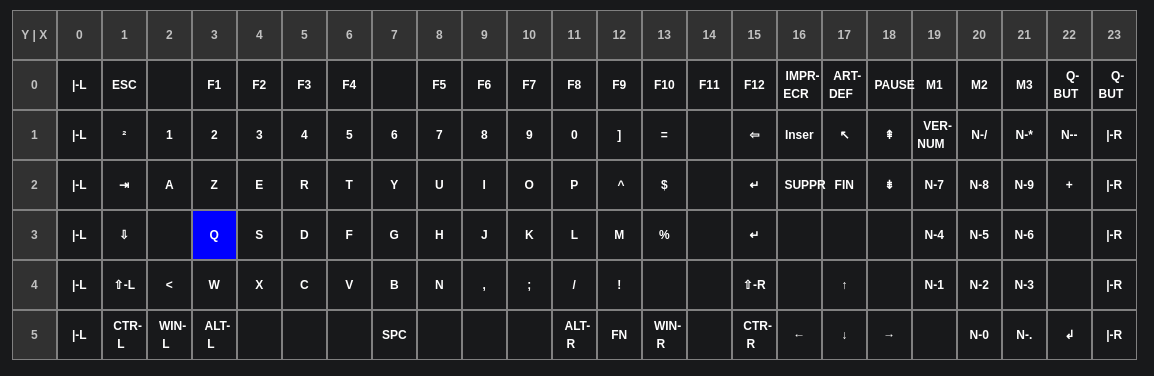 Y | X 0 1 2 3 4 5 6 7 8 9 10 11 12 13 14 15 16 17 18 19 20 21 22 23
0 |-L ESC F1 F2 F3 F4 F5 F6 F7 F8 F9 F10 F11 F12 IMPR-ECR ART-DEF PAUSE M1 M2 M3 Q-BUT Q-BUT
1 |-L ² 1 2 3 4 5 6 7 8 9 0 ] = ⇦ Inser ↖ ⇞ VER-NUM N-/ N-* N-- |-R
2 |-L ⇥ A Z E R T Y U I O P ^ $ ↵ SUPPR FIN ⇟ N-7 N-8 N-9 + |-R
3 |-L ⇩ Q S D F G H J K L M % ↵ N-4 N-5 N-6 |-R
4 |-L ⇧-L < W X C V B N , ; / ! ⇧-R ↑ N-1 N-2 N-3 |-R
5 |-L CTR-L WIN-L ALT-L SPC ALT-R FN WIN-R CTR-R ← ↓ → N-0 N-. ↲ |-R